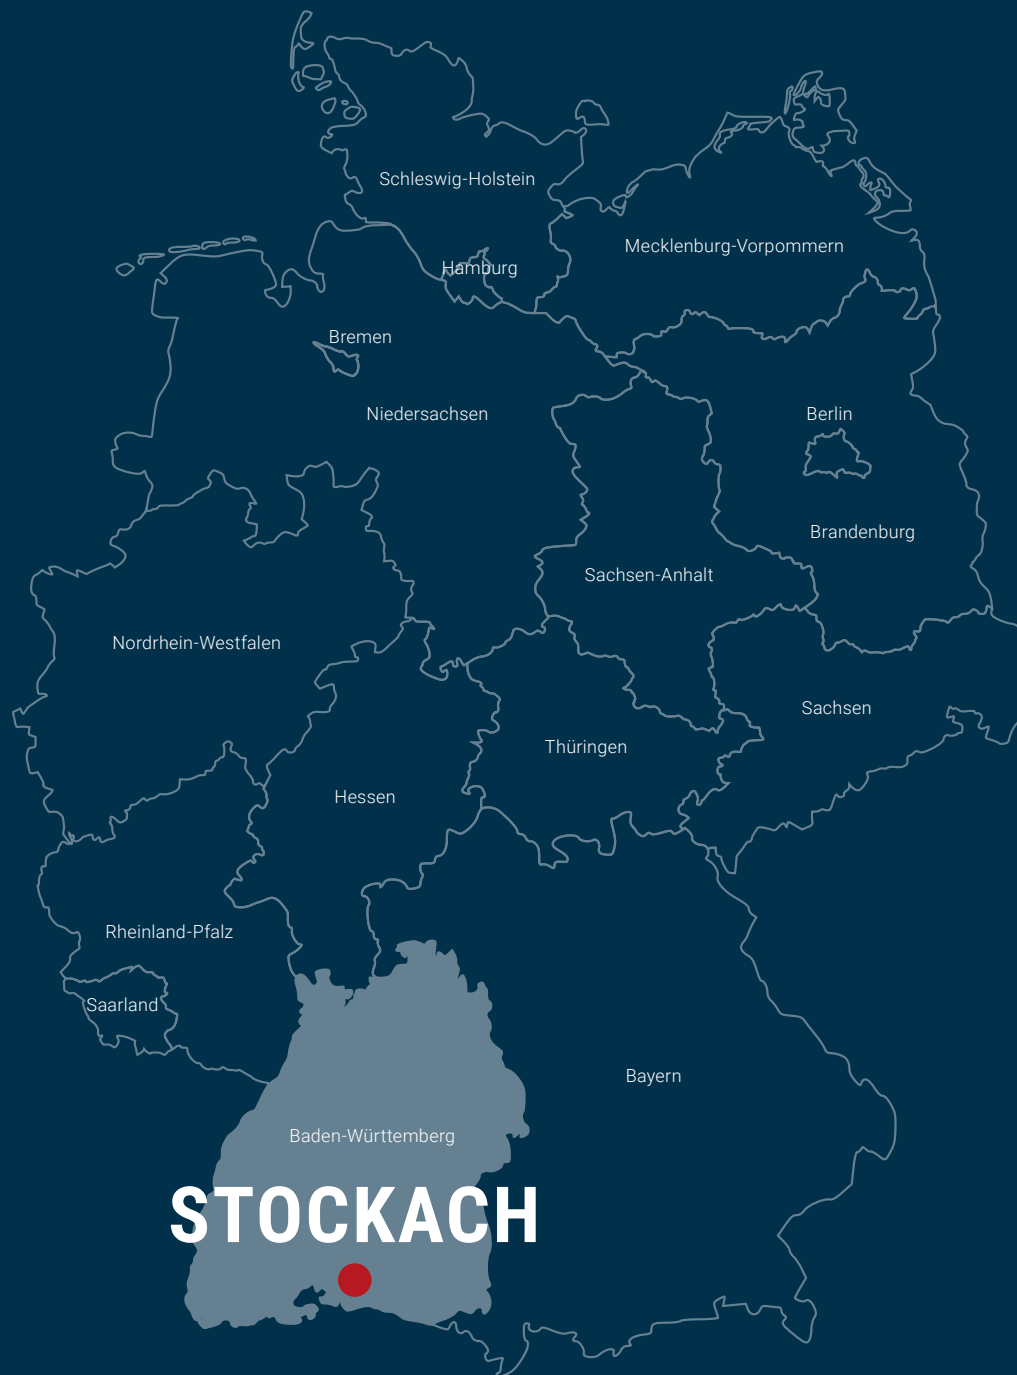 Schleswig-Holstein
Mecklenburg-Vorpommern
Hamburg
Bremen
Niedersachsen
Berlin
Brandenburg
Sachsen-Anhalt
Nordrhein-Westfalen
Sachsen
Thüringen
Hessen
Rheinland-Pfalz
Saarland
Bayern
Baden-Württemberg
STOCKACH